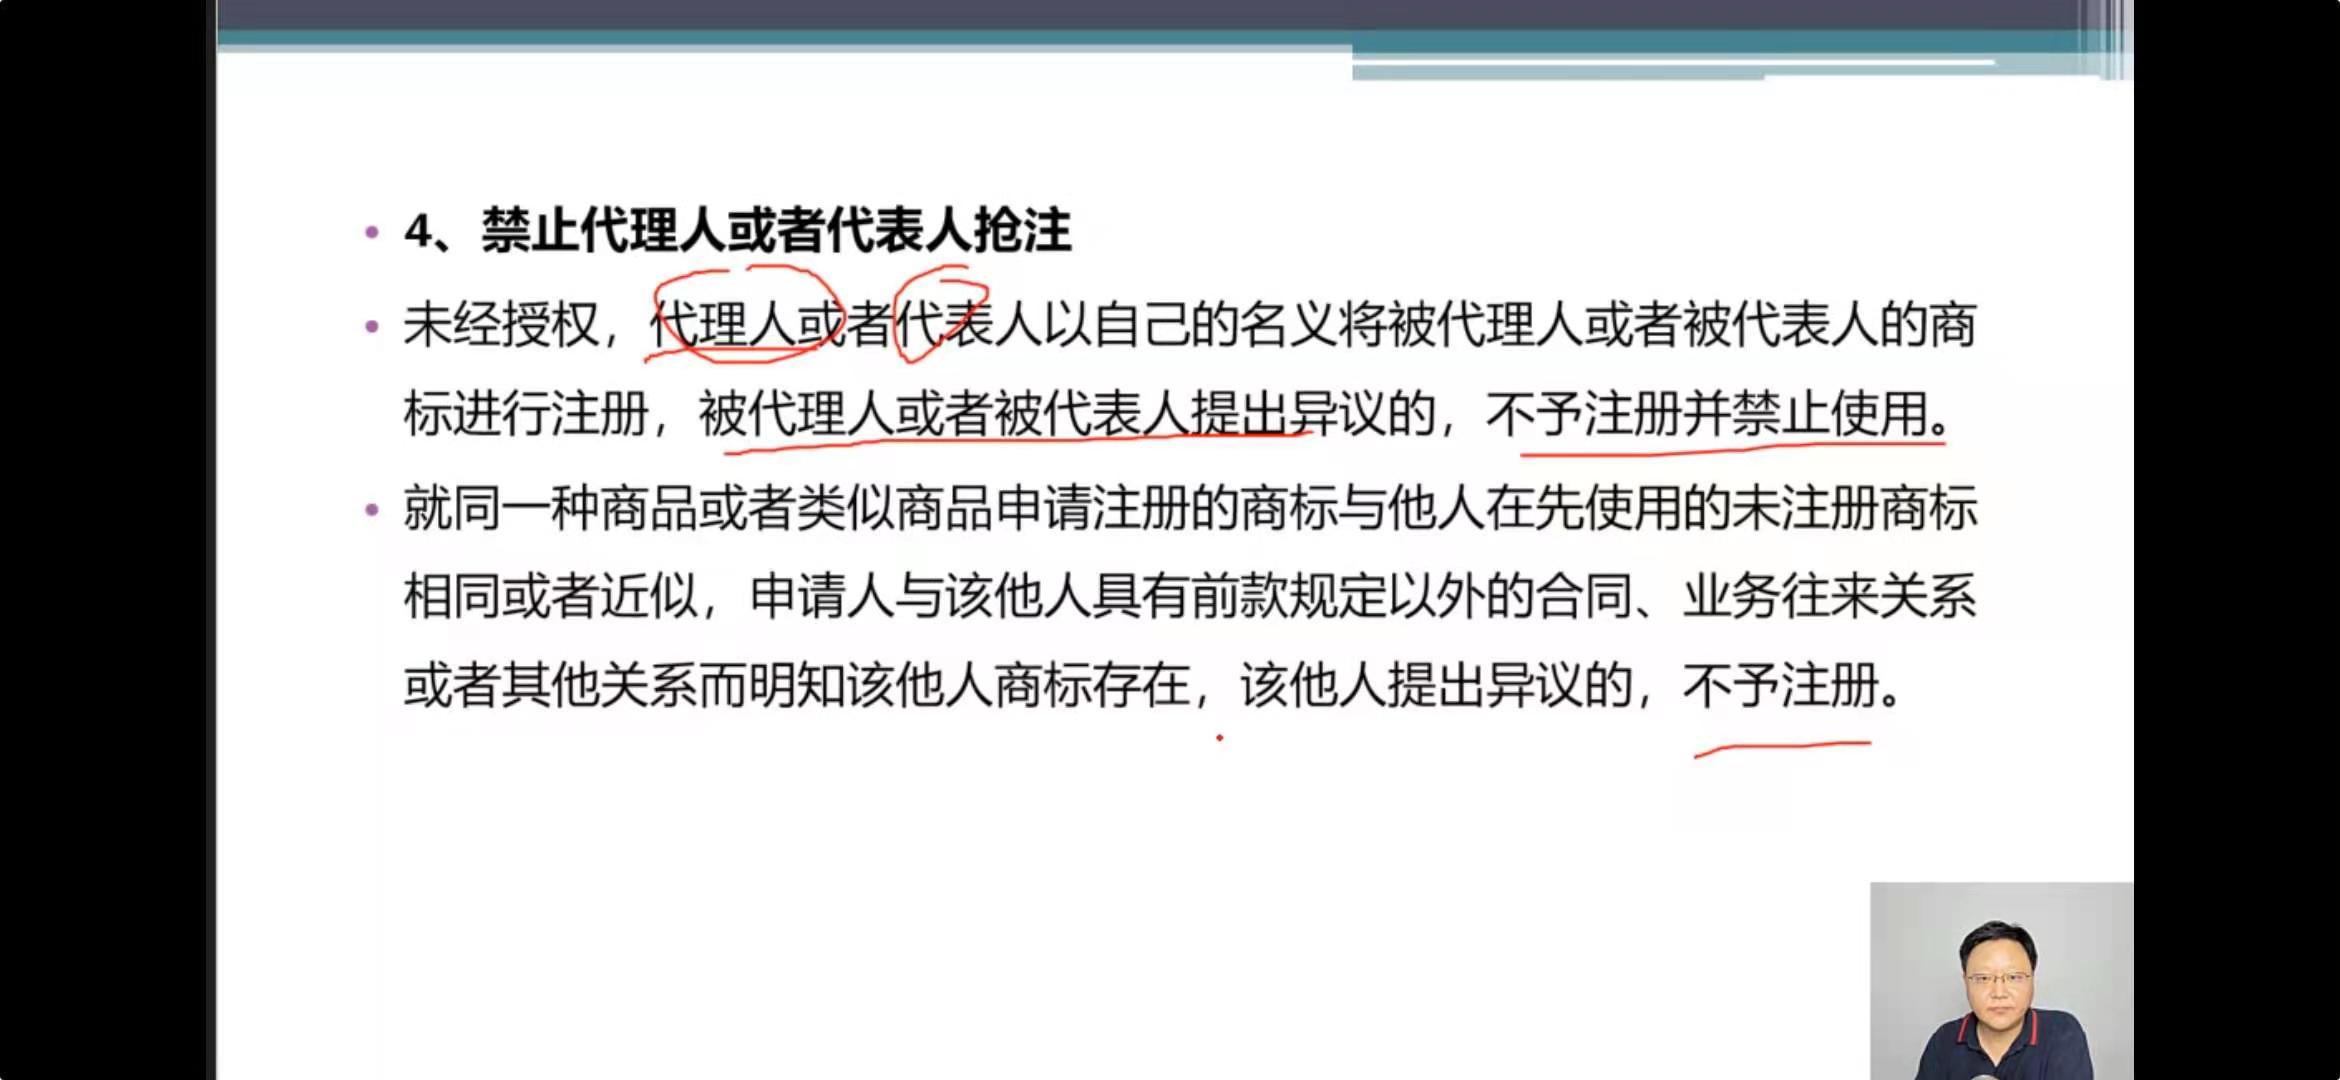 4、禁止代理人或者代表人抢注
未经授权，代理人或者代表人以自己的名义将被代理人或者被代表人的商
标进行注册，被代理人或者被代表人提出异议的，不予注册并禁止使用。
就同一种商品或者类似商品申请注册的商标与他人在先使用的未注册商标
相同或者近似，申请人与该他人具有前款规定以外的合同、业务往来关系
或者其他关系而明知该他人商标存在，该他人提出异议的，不予注册。